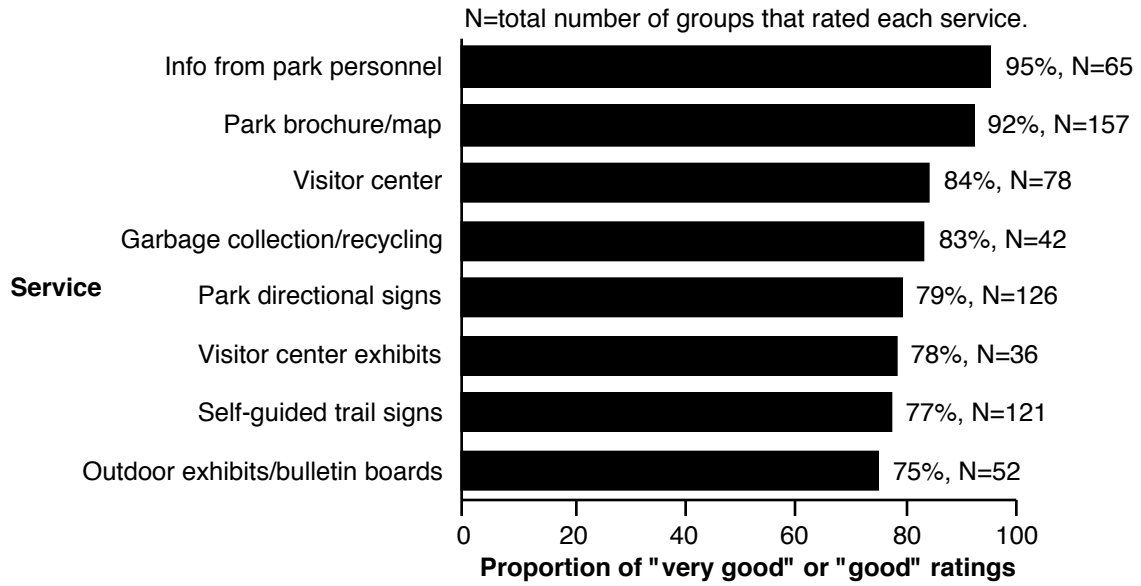 N=total number of groups that rated each service.
Info from park personnel 95%, N=65
Park brochure/map 92%, N=157
Visitor center 84%, N=78
Garbage collection/recycling 83%, N=42
Service
Park directional signs 79%, N=126
Visitor center exhibits 78%, N=36
Self-guided trail signs 77%, N=121
Outdoor exhibits/bulletin boards 75%, N=52
0 20 40 60 80 100
Proportion of "very good" or "good" ratings